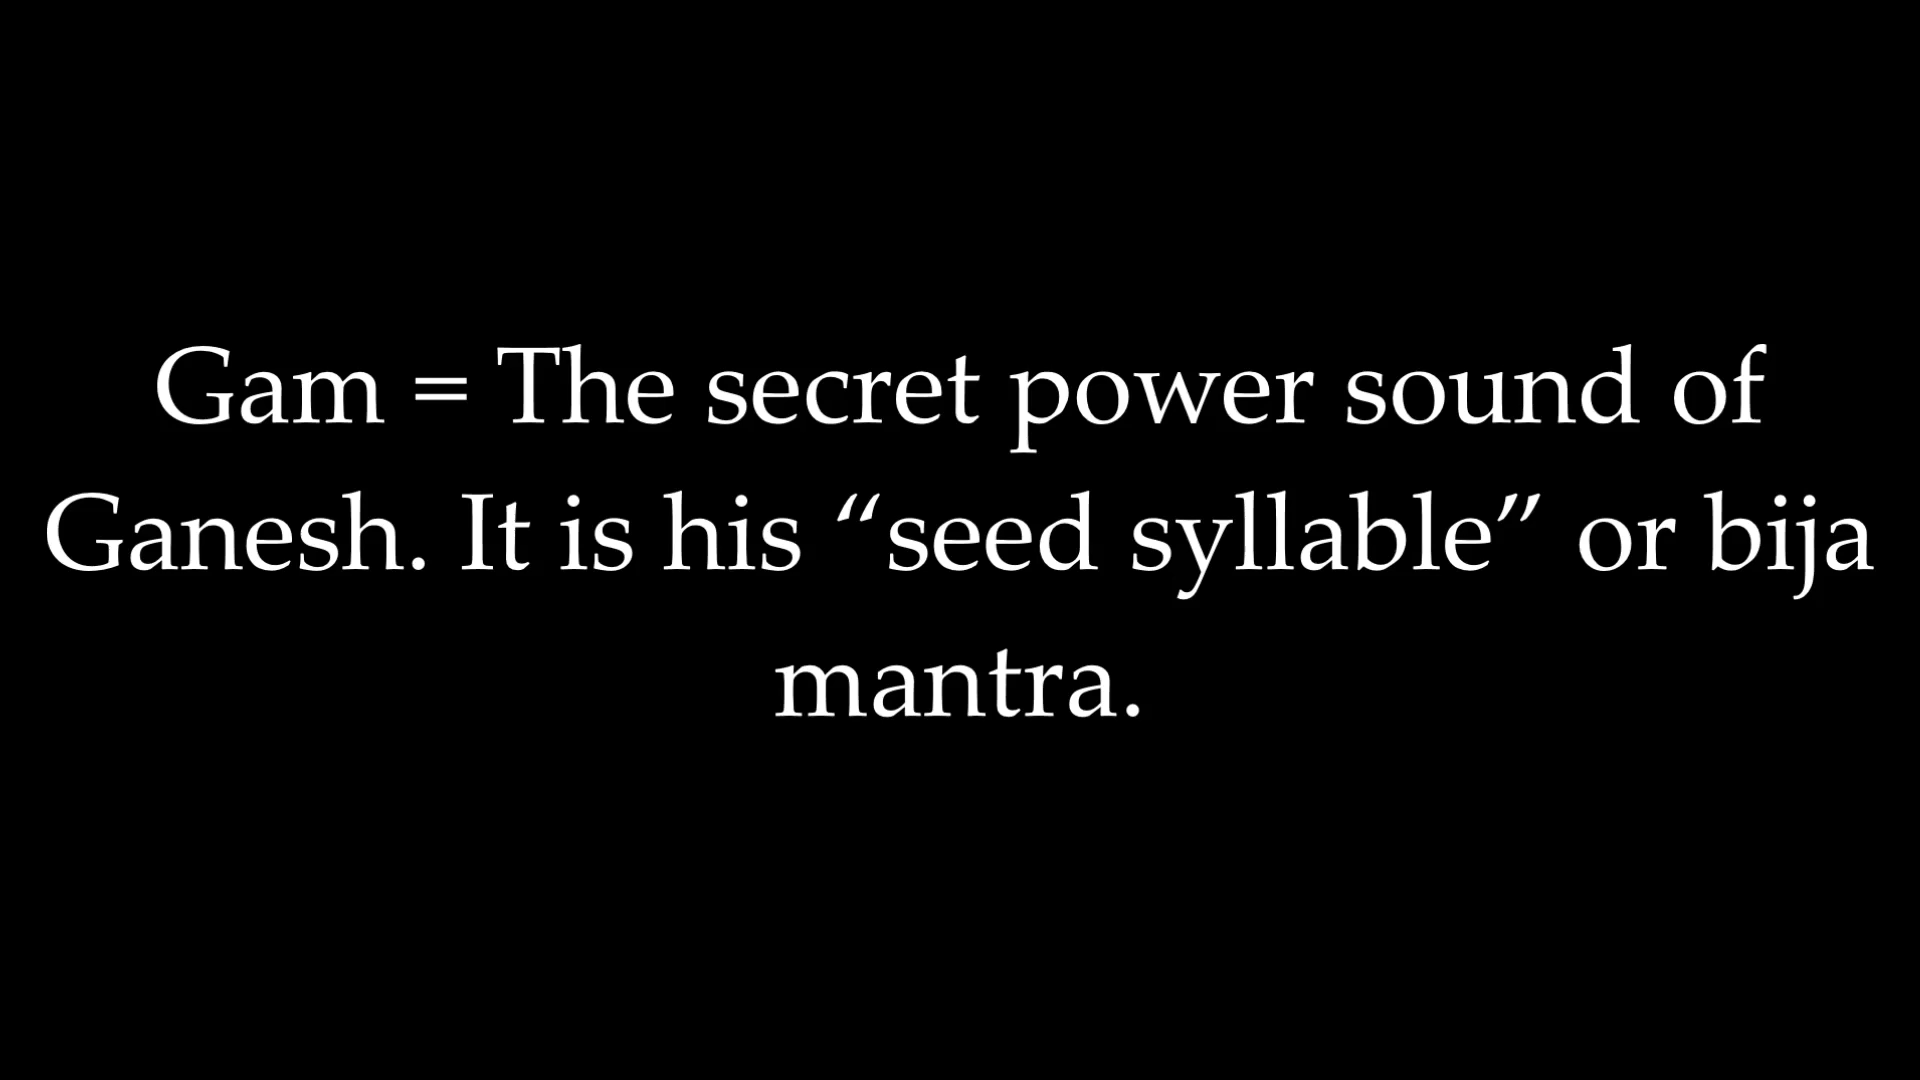 Gam = The secret power sound of
Ganesh. It is his “seed syllable” or bija
mantra.